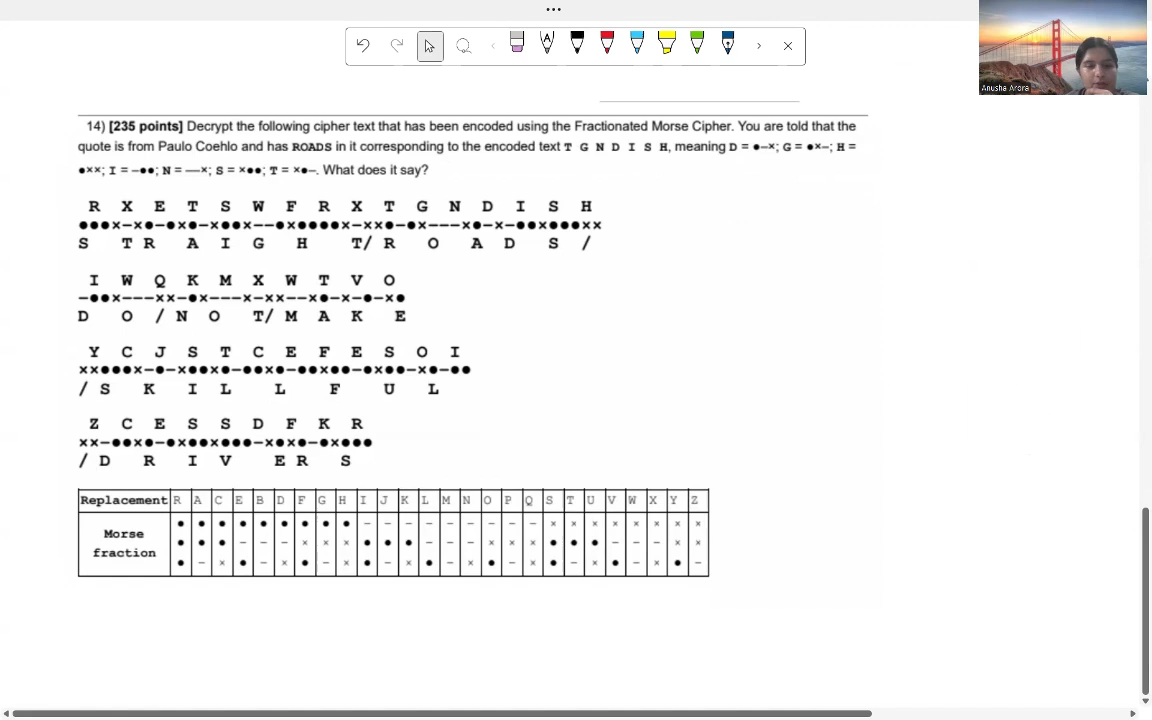 Anusha Arora
14) [235 points] Decrypt the following cipher text that has been encoded using the Fractionated Morse Cipher. You are told that the
quote is from Paulo Coehlo and has ROADS in it corresponding to the encoded text T G N D I S H, meaning D = ●–×; G = ●×–; H =
●××; I = –●●; N = ––×; S = ×●●; T = ×●–. What does it say?
R X E T S W F R X T G N D I S H
●●●×–×●–●×●–×●●×––●×●●●●×–××●–●×–––×●–×–●●×●●●××
S T R A I G H T/ R O A D S /
I W Q K M X W T V O
–●●×–––××–●×–––×–××––×●–×–●–×●
D O / N O T/ M A K E
Y C J S T C E F E S O I
××●●●×–●–×●●×●–●●×●–●●×●●–●×●●–×●–●●
/ S K I L L F U L
Z C E S S D F K R
××–●●×●–●×●●×●●●–×●×●–●×●●●
/ D R I V E R S
Replacement R A C E B D F G H I J K L M N O P Q S T U V W X Y Z
Morse fraction ● ● ● ● ● ● ● ● ● – – – – – – – – – × × × × × × × ×
● ● ● – – – × × × ● ● ● – – – × × × ● ● ● – – – × ×
● – × ● – × ● – × ● – × ● – × ● – × ● – × ● – × ● –